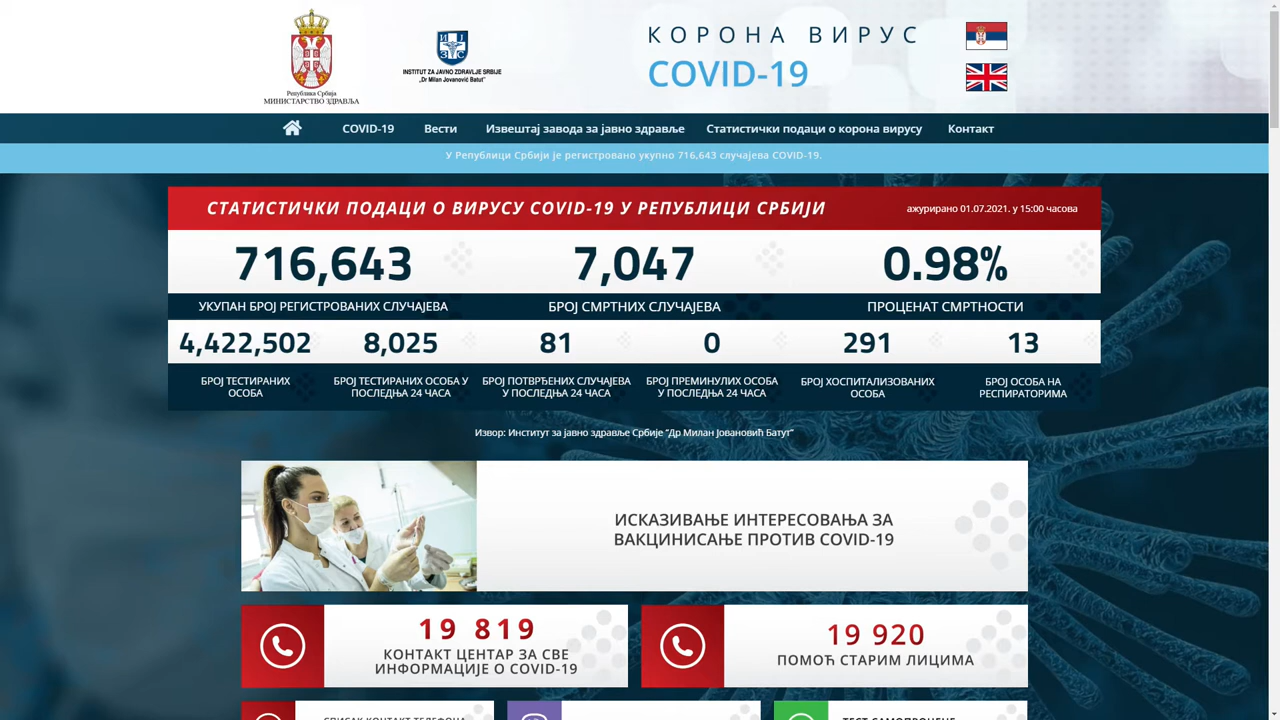 Република Србија
МИНИСТАРСТВО ЗДРАВЉА
INSTITUT ZA JAVNO ZDRAVLJE SRBIJE
„Dr Milan Jovanović Batut“
КОРОНА ВИРУС
COVID-19
COVID-19 Вести Извештај завода за јавно здравље Статистички подаци о корона вирусу Контакт
У Републици Србији је регистровано укупно 716,643 случајева COVID-19.
СТАТИСТИЧКИ ПОДАЦИ О ВИРУСУ COVID-19 У РЕПУБЛИЦИ СРБИЈИ
ажурирано 01.07.2021. у 15:00 часова
716,643 7,047 0.98%
УКУПАН БРОЈ РЕГИСТРОВАНИХ СЛУЧАЈЕВА БРОЈ СМРТНИХ СЛУЧАЈЕВА ПРОЦЕНАТ СМРТНОСТИ
4,422,502 8,025 81 0 291 13
БРОЈ ТЕСТИРАНИХ
ОСОБА
БРОЈ ТЕСТИРАНИХ ОСОБА У
ПОСЛЕДЊА 24 ЧАСА
БРОЈ ПОТВРЂЕНИХ СЛУЧАЈЕВА
У ПОСЛЕДЊА 24 ЧАСА
БРОЈ ПРЕМИНУЛИХ ОСОБА
У ПОСЛЕДЊА 24 ЧАСА
БРОЈ ХОСПИТАЛИЗОВАНИХ
ОСОБА
БРОЈ ОСОБА НА
РЕСПИРАТОРИМА
Извор: Институт за јавно здравље Србије “Др Милан Јовановић Батут”
ИСКАЗИВАЊЕ ИНТЕРЕСОВАЊА ЗА
ВАКЦИНИСАЊЕ ПРОТИВ COVID-19
19 819
КОНТАКТ ЦЕНТАР ЗА СВЕ
ИНФОРМАЦИЈЕ О COVID-19
19 920
ПОМОЋ СТАРИМ ЛИЦИМА
СПИСАК КОНТАКТ ТЕЛЕФОНА
ТЕСТ САМОПРОЦЕНЕ